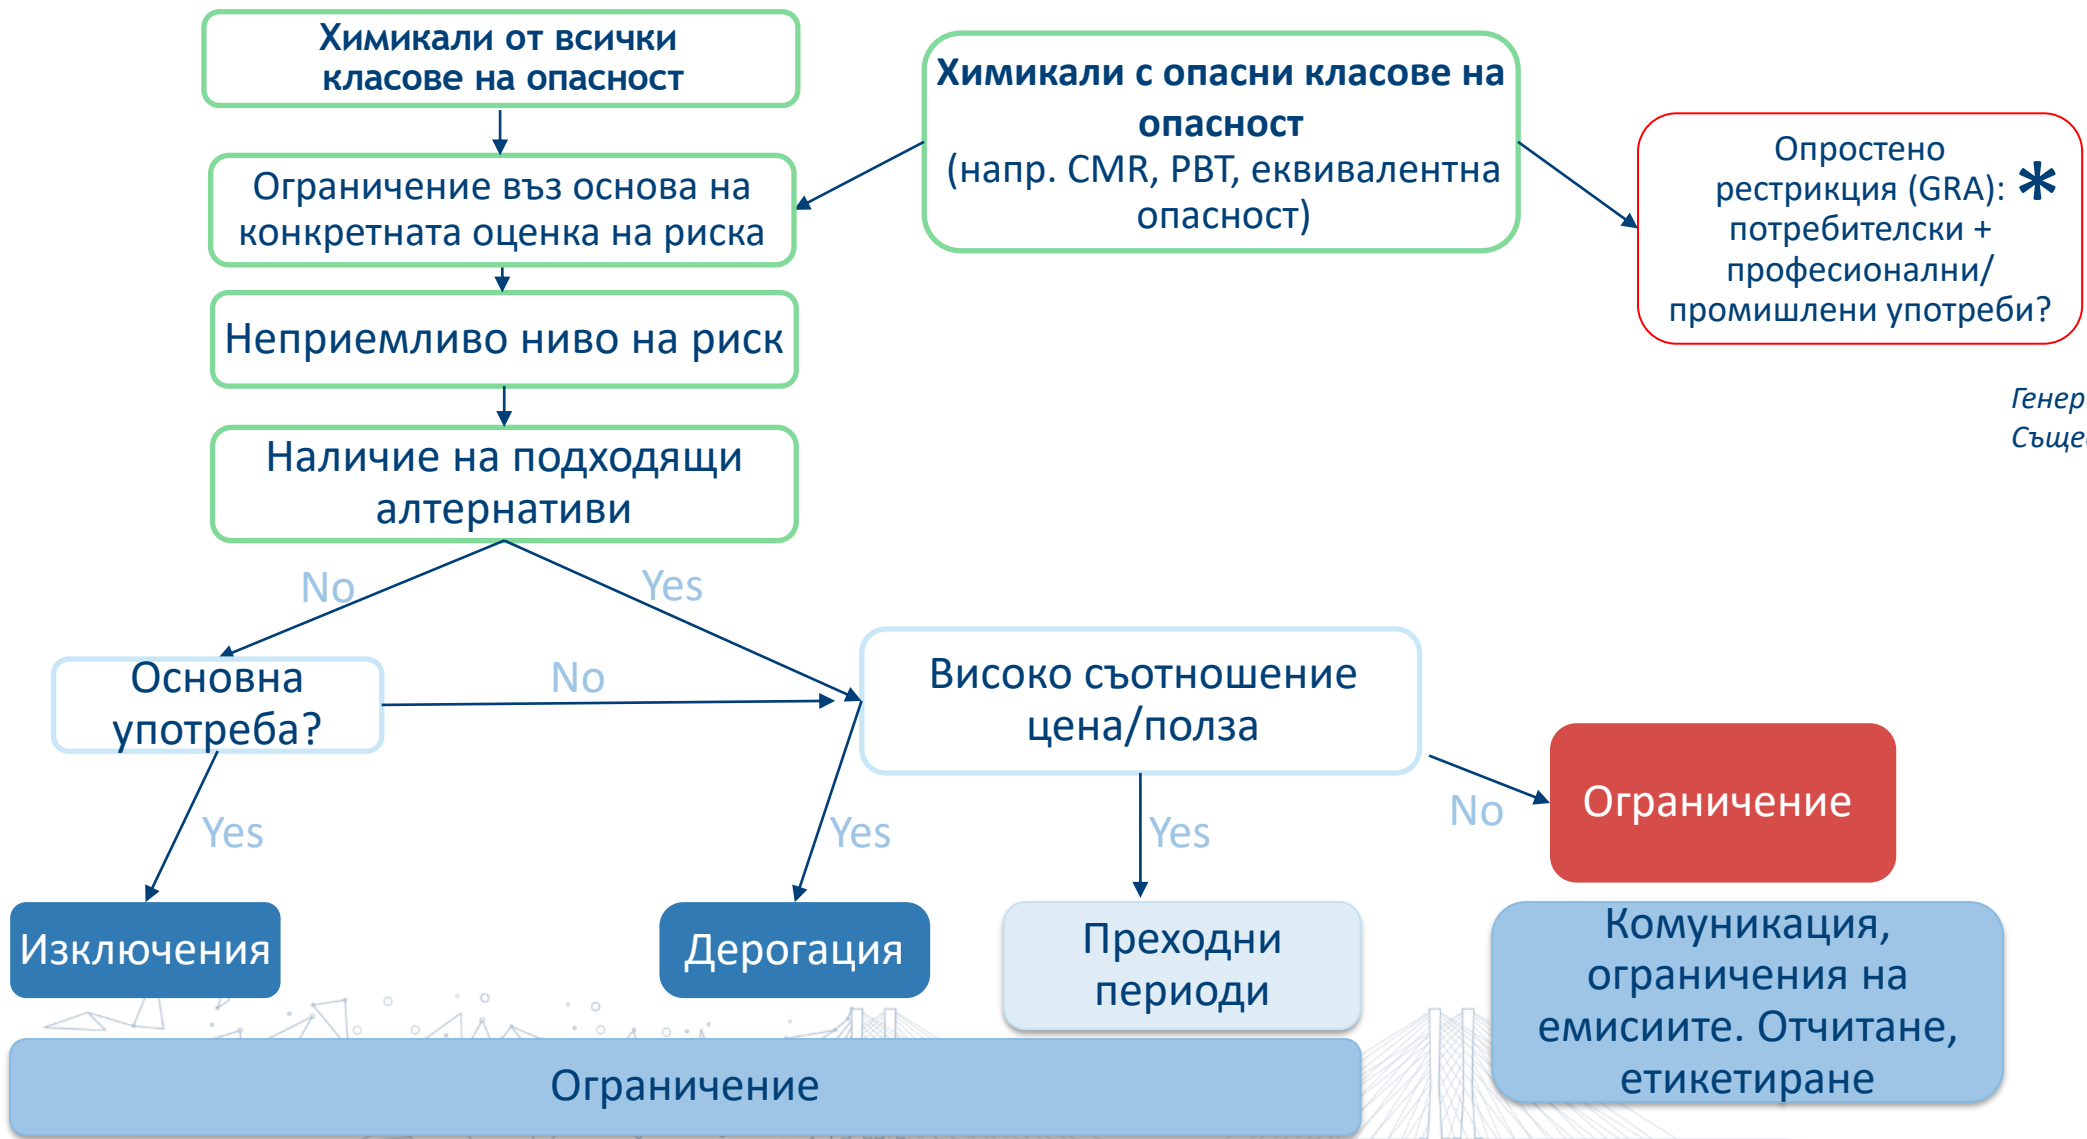 Химикали от всички
класове на опасност
Химикали с опасни класове на
опасност
(напр. CMR, PBT, еквивалентна
опасност)
Опростено
рестрикция (GRA): *
потребителски +
професионални/
промишлени употреби?
Ограничение въз основа на
конкретната оценка на риска
Неприемливо ниво на риск
Наличие на подходящи
алтернативи
No
Yes
Основна
употреба?
No
Високо съотношение
цена/полза
Yes
Yes
Yes
No
Ограничение
Изключения
Дерогация
Преходни
периоди
Комуникация,
ограничения на
емисиите. Отчитане,
етикетиране
Ограничение